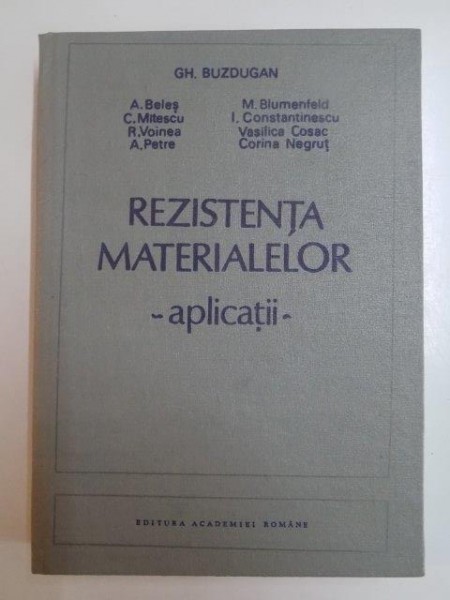 GH. BUZDUGAN
A. Beleş
C. Mitescu
R. Voinea
A. Petre
M. Blumenfeld
I. Constantinescu
Vasilica Cosac
Corina Negruţ
REZISTENŢA
MATERIALELOR
- aplicaţii -
EDITURA ACADEMIEI ROMÂNE